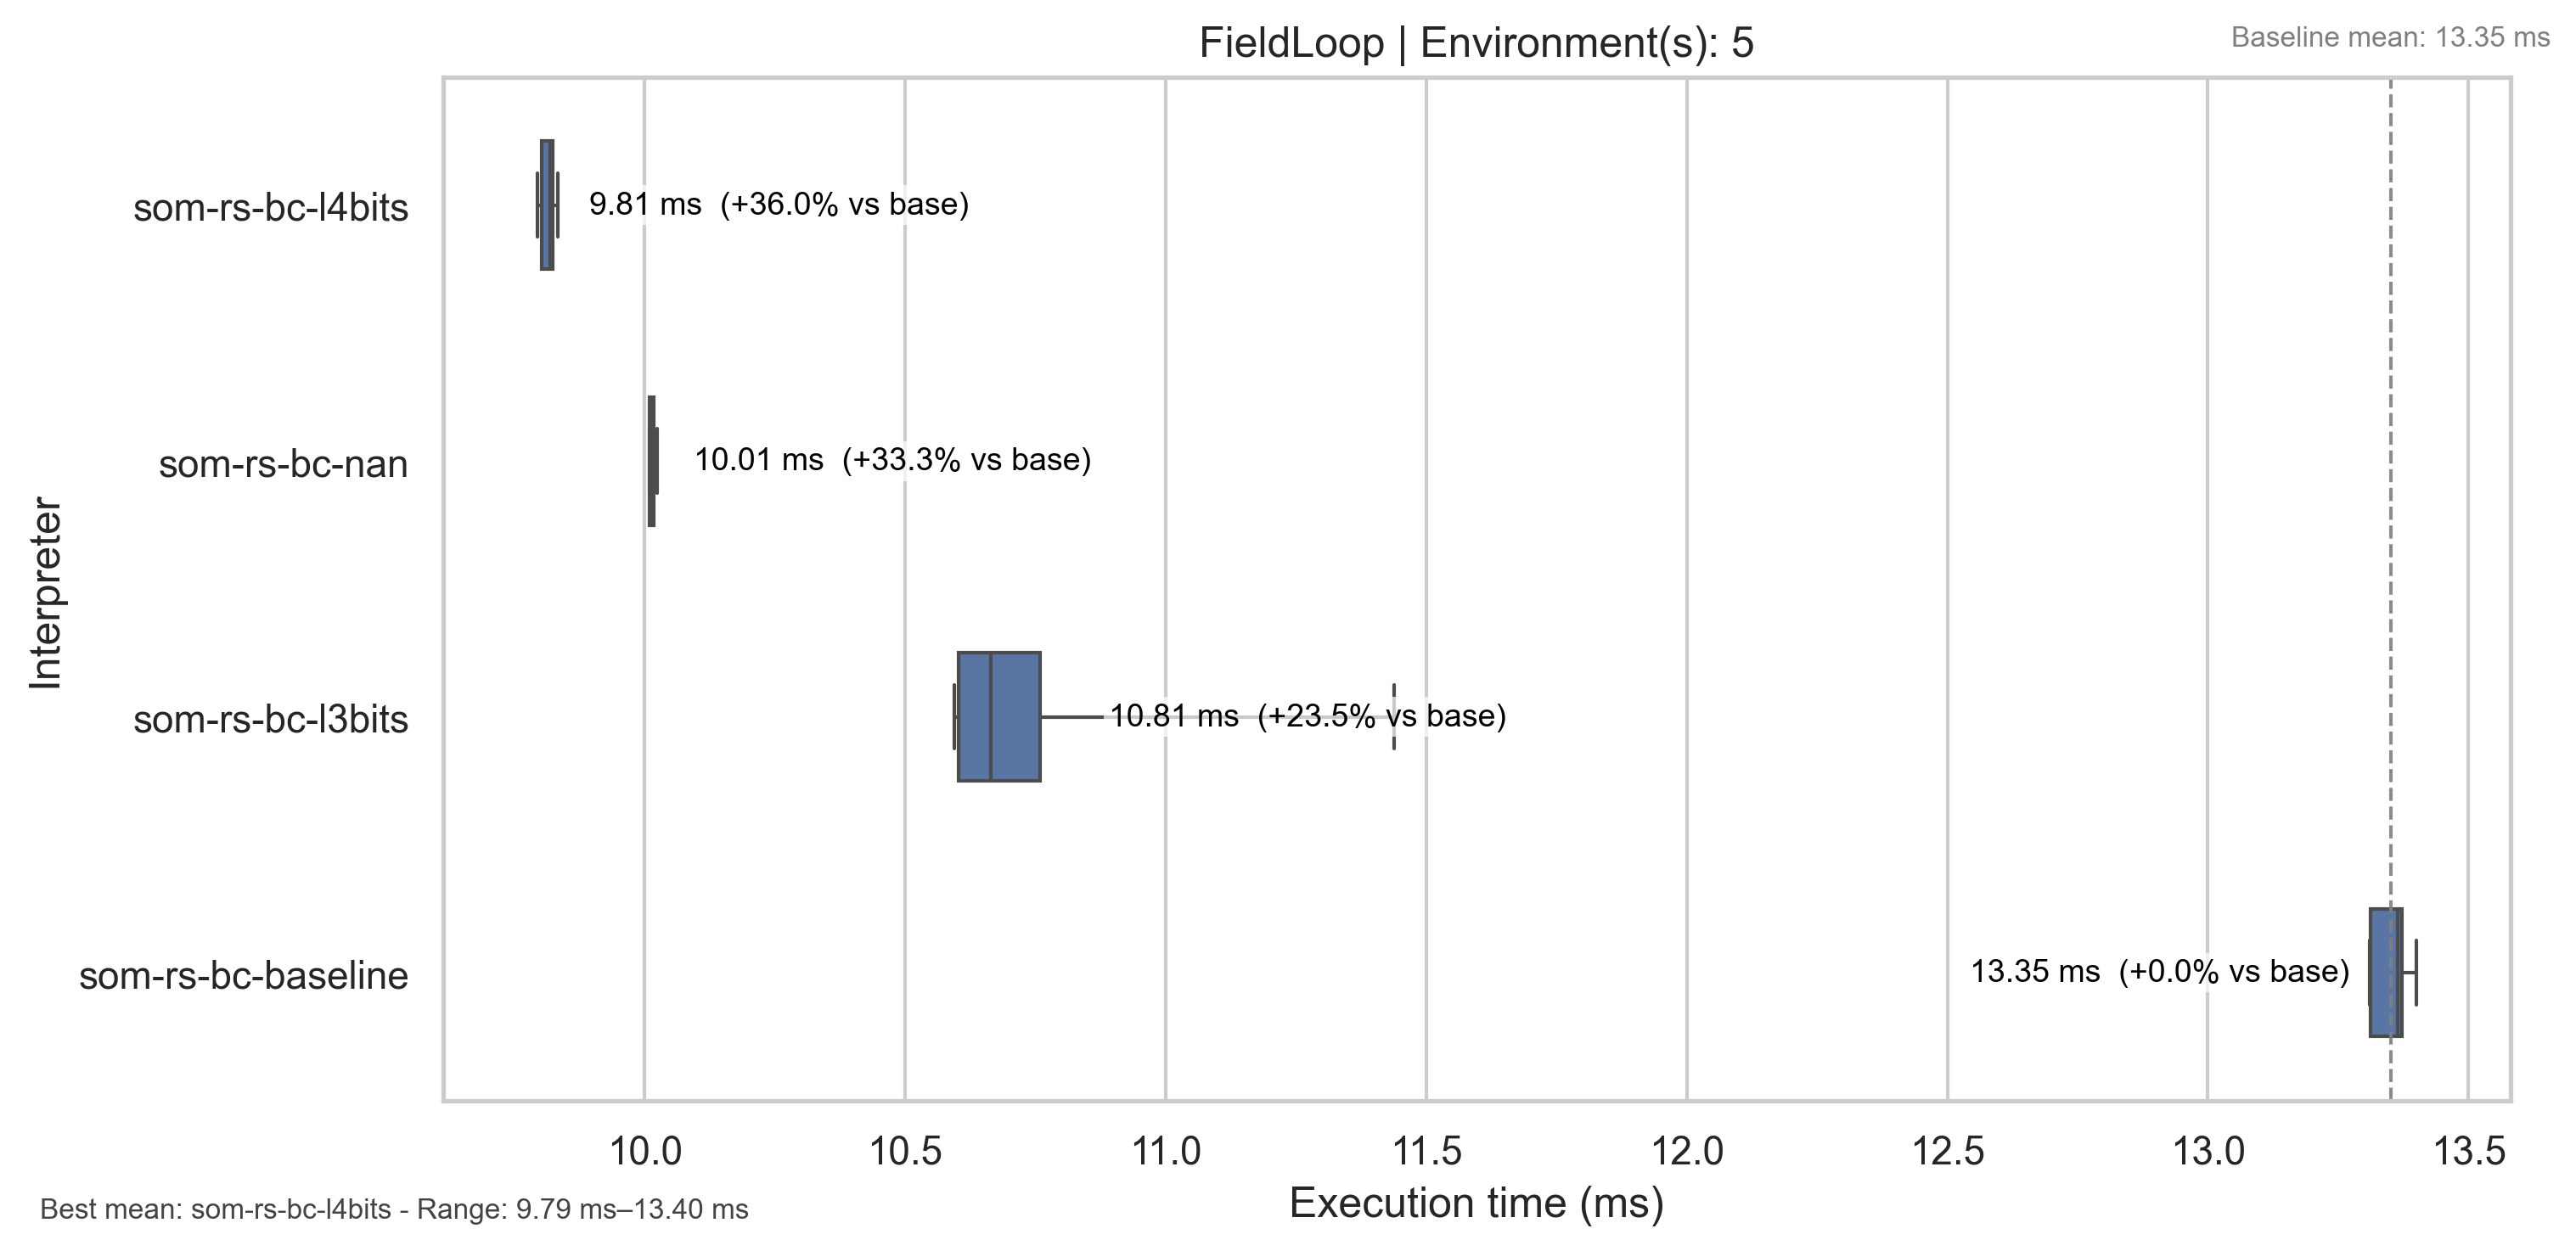 FieldLoop | Environment(s): 5
Baseline mean: 13.35 ms
som-rs-bc-l4bits
9.81 ms  (+36.0% vs base)
som-rs-bc-nan
10.01 ms  (+33.3% vs base)
Interpreter
som-rs-bc-l3bits
10.81 ms  (+23.5% vs base)
som-rs-bc-baseline
13.35 ms  (+0.0% vs base)
10.0 10.5 11.0 11.5 12.0 12.5 13.0 13.5
Execution time (ms)
Best mean: som-rs-bc-l4bits - Range: 9.79 ms–13.40 ms